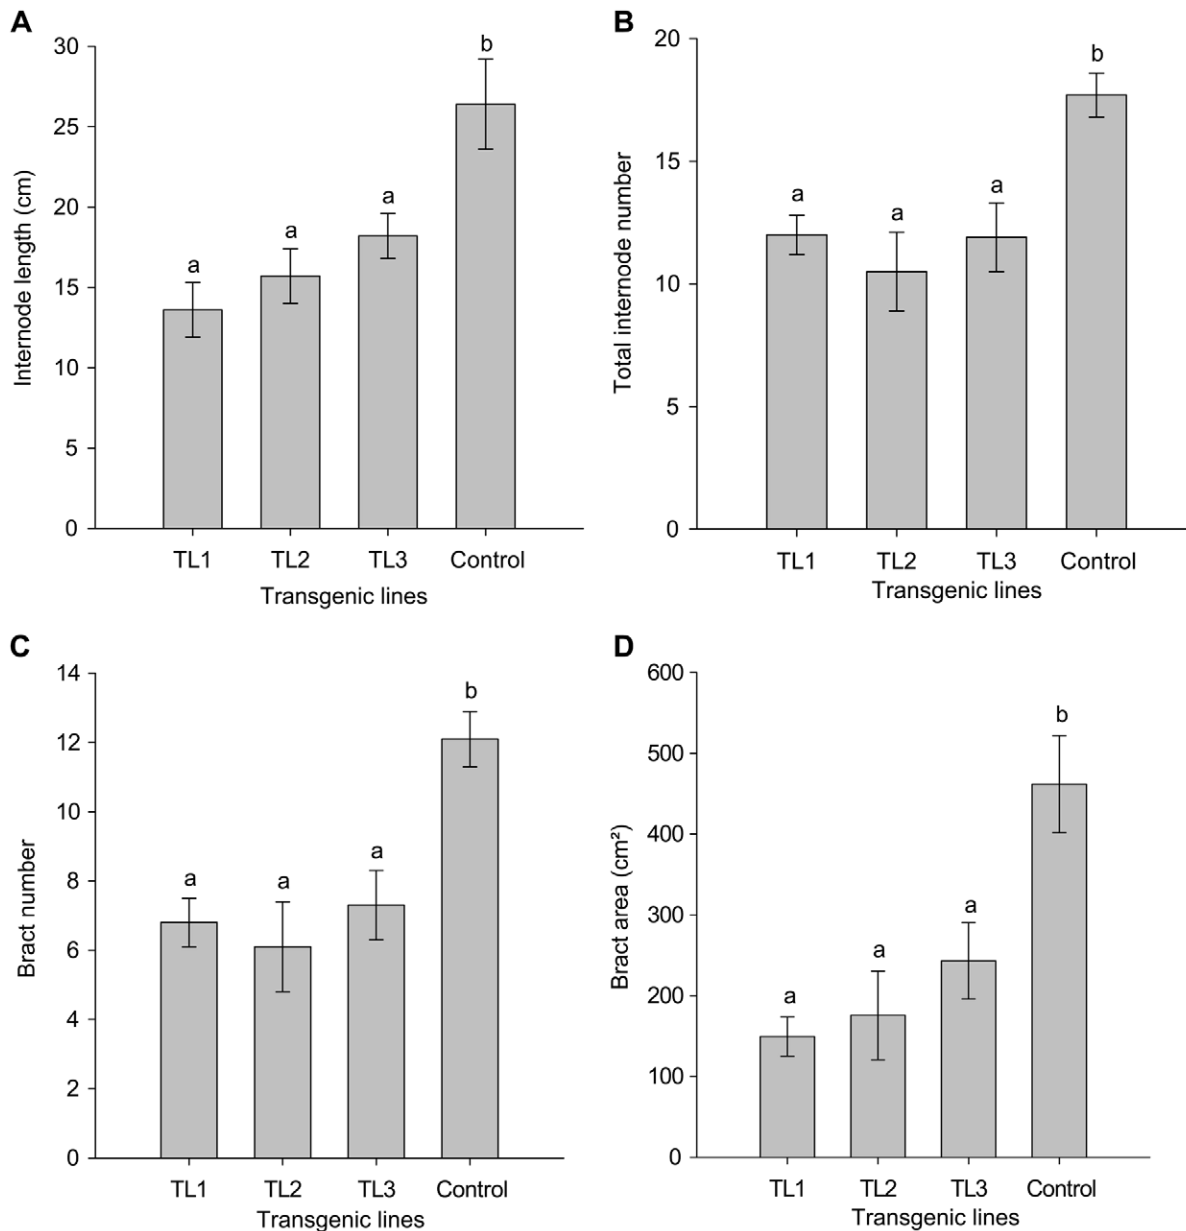 A
30
25
20
15
10
5
0
Internode length (cm)
a
a
a
b
TL1 TL2 TL3 Control
Transgenic lines
B
20
15
10
5
0
Total internode number
a
a
a
b
TL1 TL2 TL3 Control
Transgenic lines
C
14
12
10
8
6
4
2
0
Bract number
a
a
a
b
TL1 TL2 TL3 Control
Transgenic lines
D
600
500
400
300
200
100
0
Bract area (cm²)
a
a
a
b
TL1 TL2 TL3 Control
Transgenic lines